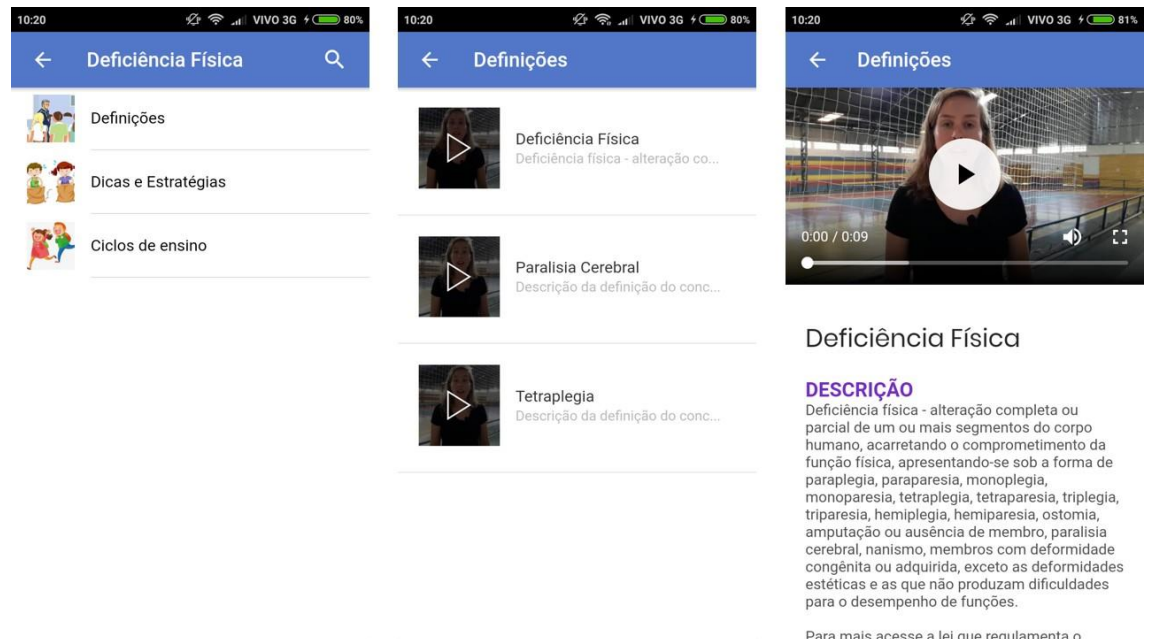 10:20
VIVO 3G
80%
Deficiência Física
Definições
Dicas e Estratégias
Ciclos de ensino
10:20
VIVO 3G
80%
Definições
Deficiência Física
Deficiência física - alteração co...
Paralisia Cerebral
Descrição da definição do conc...
Tetraplegia
Descrição da definição do conc...
10:20
VIVO 3G
81%
Definições
0:00 / 0:09
Deficiência Física
DESCRIÇÃO
Deficiência física - alteração completa ou
parcial de um ou mais segmentos do corpo
humano, acarretando o comprometimento da
função física, apresentando-se sob a forma de
paraplegia, paraparesia, monoplegia,
monoparesia, tetraplegia, tetraparesia, triplegia,
triparesia, hemiplegia, hemiparesia, ostomia,
amputação ou ausência de membro, paralisia
cerebral, nanismo, membros com deformidade
congênita ou adquirida, exceto as deformidades
estéticas e as que não produzam dificuldades
para o desempenho de funções.
Para mais acesse a lei que regulamenta o